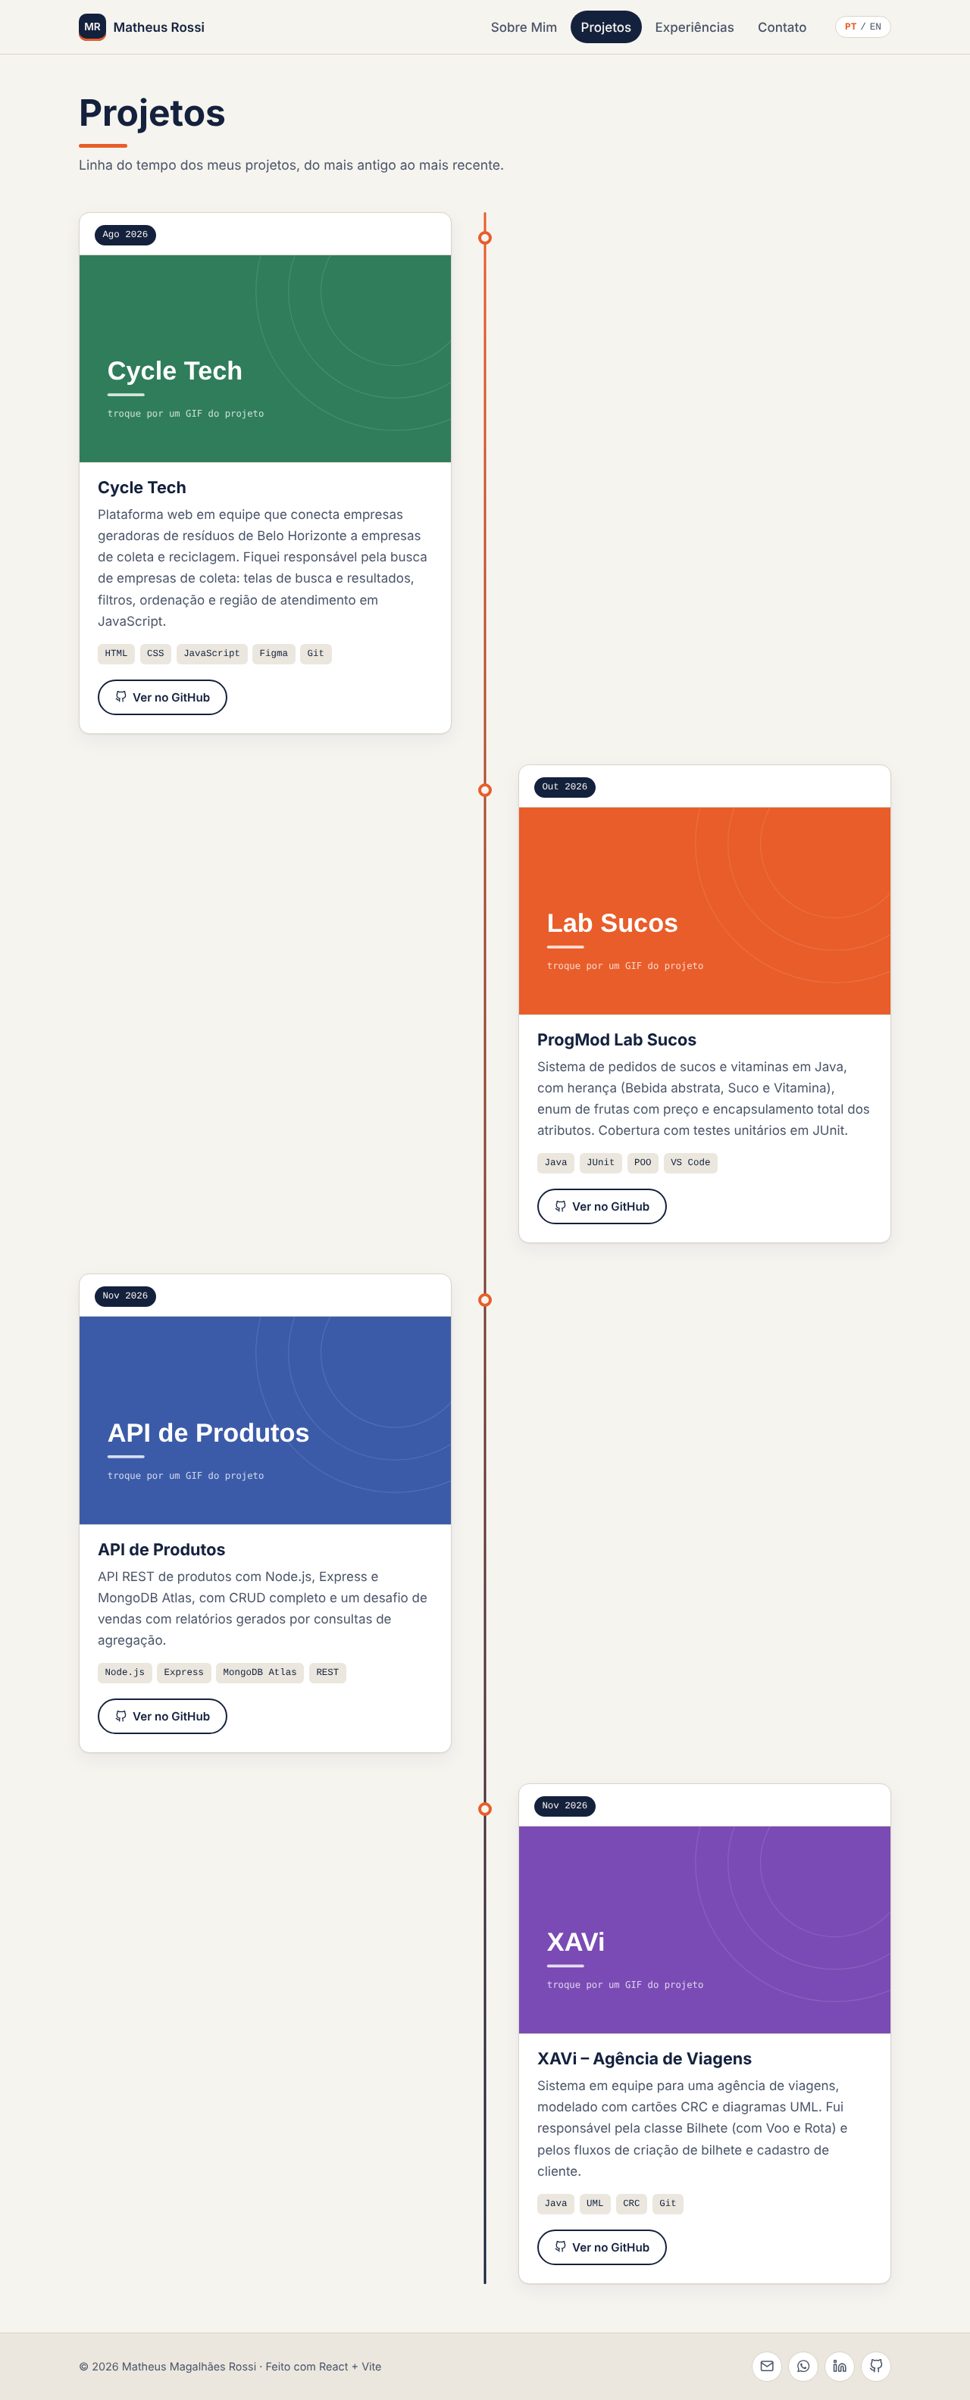 MR Matheus Rossi
Sobre Mim Projetos Experiências Contato PT / EN
Projetos
Linha do tempo dos meus projetos, do mais antigo ao mais recente.
Ago 2026
Cycle Tech
troque por um GIF do projeto
Cycle Tech
Plataforma web em equipe que conecta empresas
geradoras de resíduos de Belo Horizonte a empresas
de coleta e reciclagem. Fiquei responsável pela busca
de empresas de coleta: telas de busca e resultados,
filtros, ordenação e região de atendimento em
JavaScript.
HTML CSS JavaScript Figma Git
Ver no GitHub
Out 2026
Lab Sucos
troque por um GIF do projeto
ProgMod Lab Sucos
Sistema de pedidos de sucos e vitaminas em Java,
com herança (Bebida abstrata, Suco e Vitamina),
enum de frutas com preço e encapsulamento total dos
atributos. Cobertura com testes unitários em JUnit.
Java JUnit POO VS Code
Ver no GitHub
Nov 2026
API de Produtos
troque por um GIF do projeto
API de Produtos
API REST de produtos com Node.js, Express e
MongoDB Atlas, com CRUD completo e um desafio de
vendas com relatórios gerados por consultas de
agregação.
Node.js Express MongoDB Atlas REST
Ver no GitHub
Nov 2026
XAVi
troque por um GIF do projeto
XAVi – Agência de Viagens
Sistema em equipe para uma agência de viagens,
modelado com cartões CRC e diagramas UML. Fui
responsável pela classe Bilhete (com Voo e Rota) e
pelos fluxos de criação de bilhete e cadastro de
cliente.
Java UML CRC Git
Ver no GitHub
© 2026 Matheus Magalhães Rossi · Feito com React + Vite